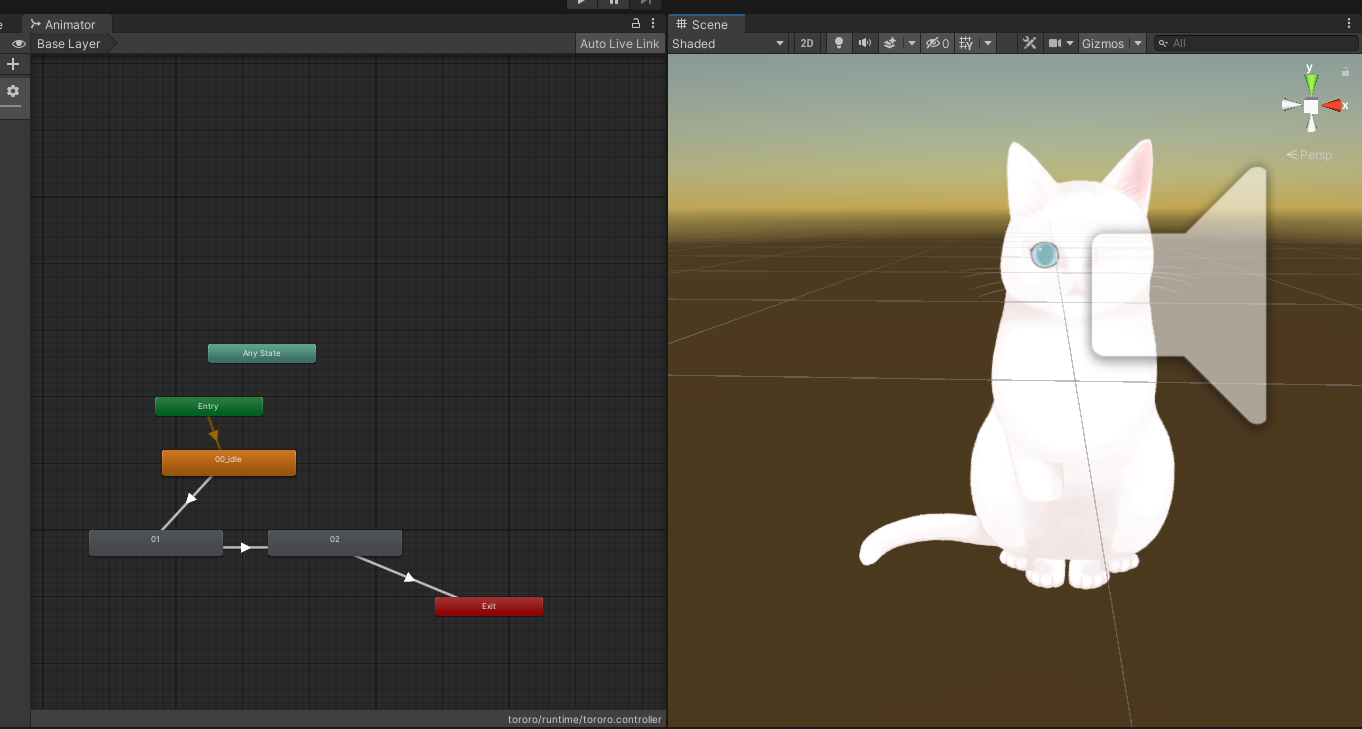 Animator
Base Layer
Auto Live Link
Any State
Entry
00_idle
01
02
Exit
tororo/runtime/tororo.controller
Scene
Shaded
2D
0
Gizmos
All
y
x
Persp